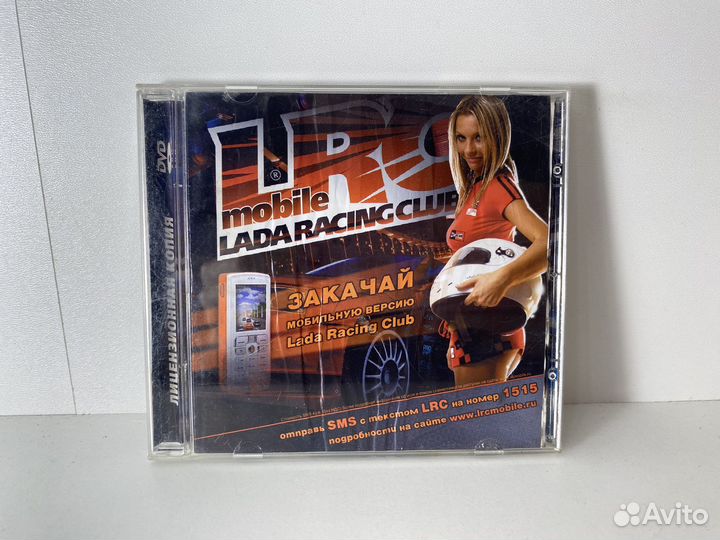 LRC
®
mobile
LADA RACING CLUB
DVD
ЛИЦЕНЗИОННАЯ КОПИЯ
ЗАКАЧАЙ
МОБИЛЬНУЮ ВЕРСИЮ
Lada Racing Club
отправь SMS с текстом LRC на номер 1515
подробности на сайте www.lrcmobile.ru
Avito